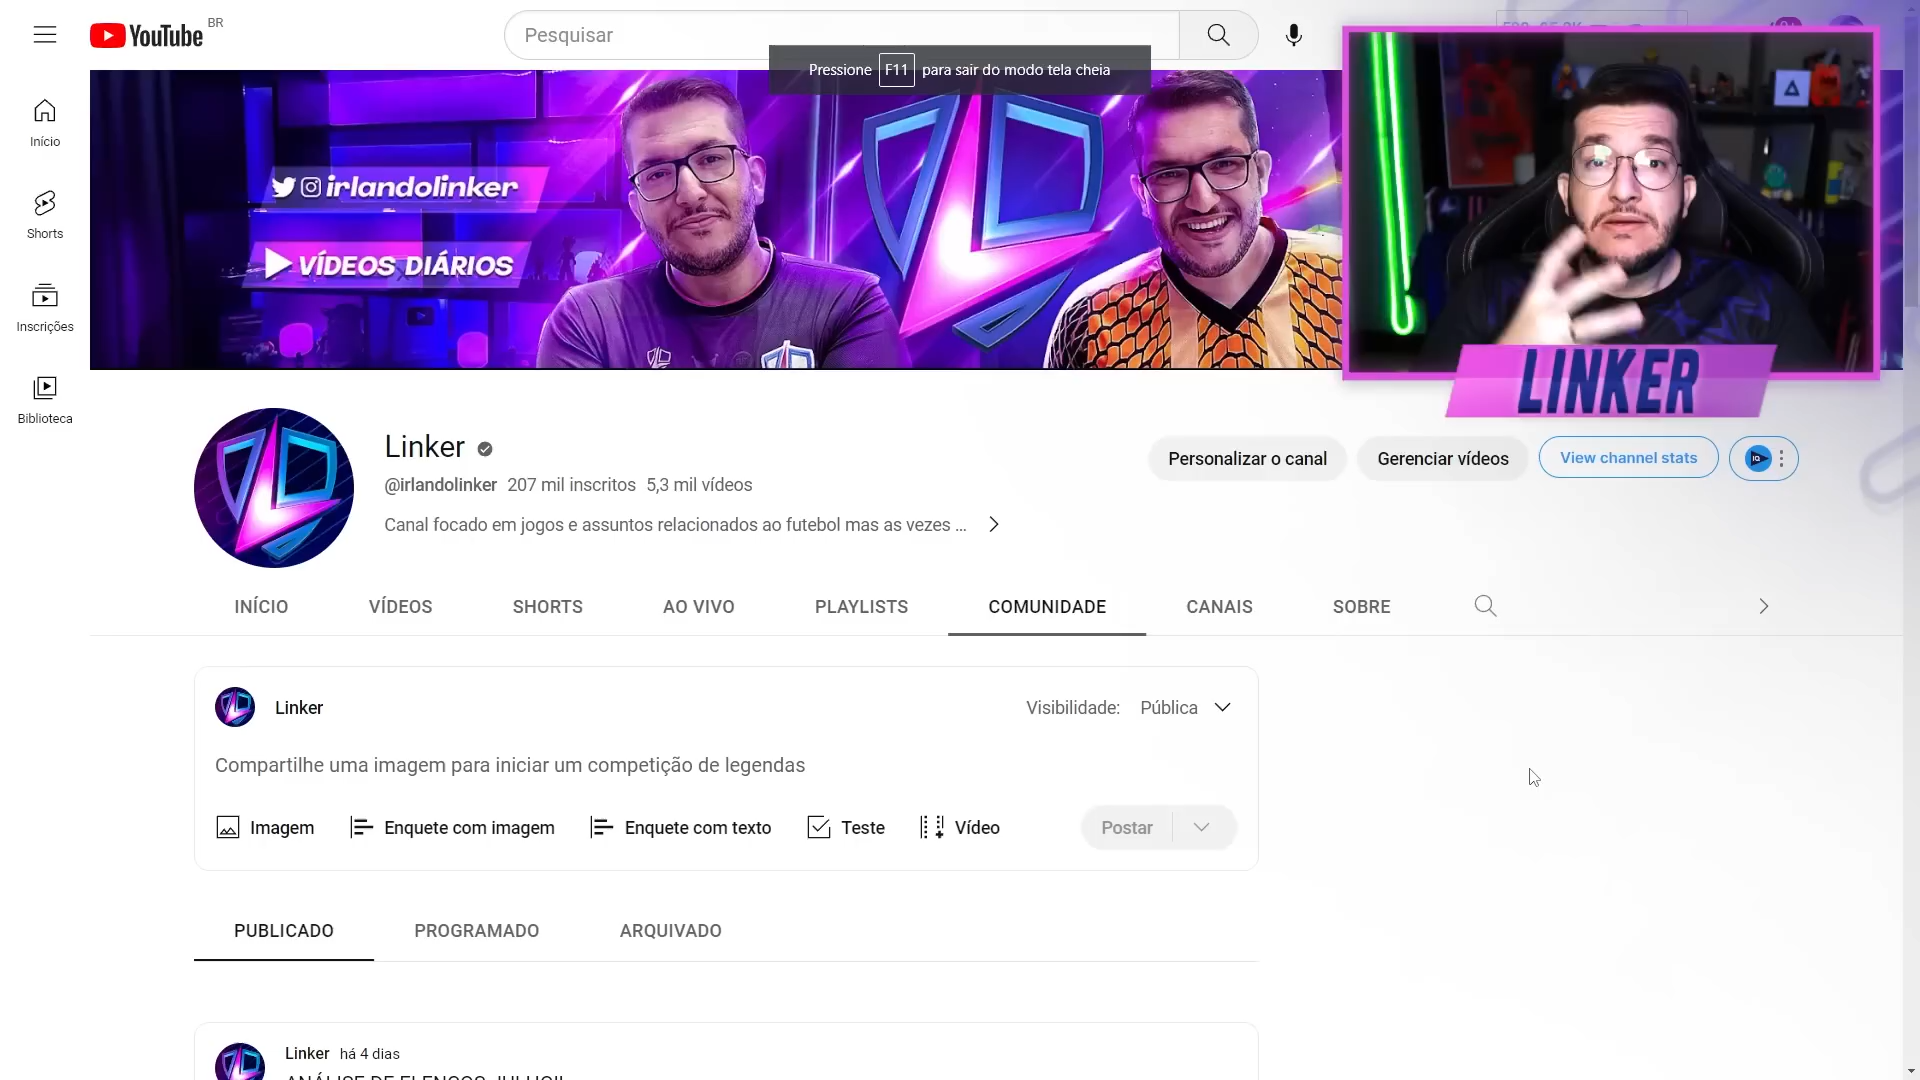 YouTube BR
Pesquisar
Pressione F11 para sair do modo tela cheia
Início
Shorts
Inscrições
Biblioteca
irlandolinker
VÍDEOS DIÁRIOS
LINKER
Linker
@irlandolinker 207 mil inscritos 5,3 mil vídeos
Canal focado em jogos e assuntos relacionados ao futebol mas as vezes ...
Personalizar o canal
Gerenciar vídeos
View channel stats
INÍCIO VÍDEOS SHORTS AO VIVO PLAYLISTS COMUNIDADE CANAIS SOBRE
Linker
Visibilidade: Pública
Compartilhe uma imagem para iniciar um competição de legendas
Imagem Enquete com imagem Enquete com texto Teste Vídeo Postar
PUBLICADO PROGRAMADO ARQUIVADO
Linker há 4 dias
ANÁLISE DE ELENCOS